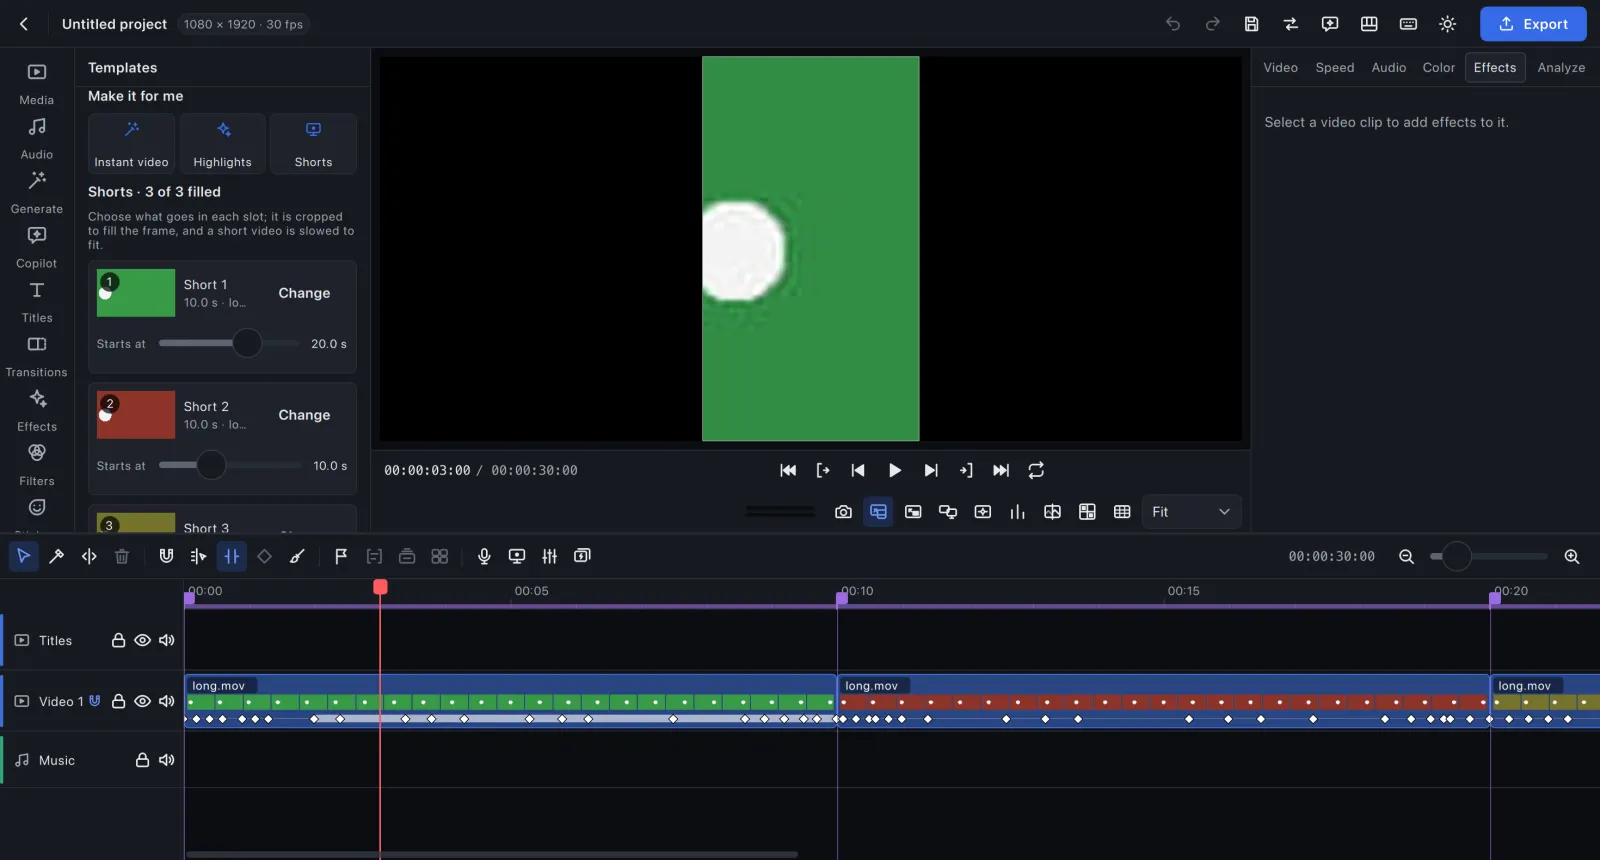 Untitled project
1080 × 1920 · 30 fps
Export
Media
Audio
Generate
Copilot
Titles
Transitions
Effects
Filters
Templates
Make it for me
Instant video
Highlights
Shorts
Shorts · 3 of 3 filled
Choose what goes in each slot; it is cropped
to fill the frame, and a short video is slowed to
fit.
1
Short 1
10.0 s · lo...
Change
Starts at
20.0 s
2
Short 2
10.0 s · lo...
Change
Starts at
10.0 s
3
Short 3
00:00:03:00 / 00:00:30:00
Fit
Video
Speed
Audio
Color
Effects
Analyze
Select a video clip to add effects to it.
00:00:30:00
00:00
00:05
00:10
00:15
00:20
Titles
Video 1
long.mov
long.mov
long.mov
Music